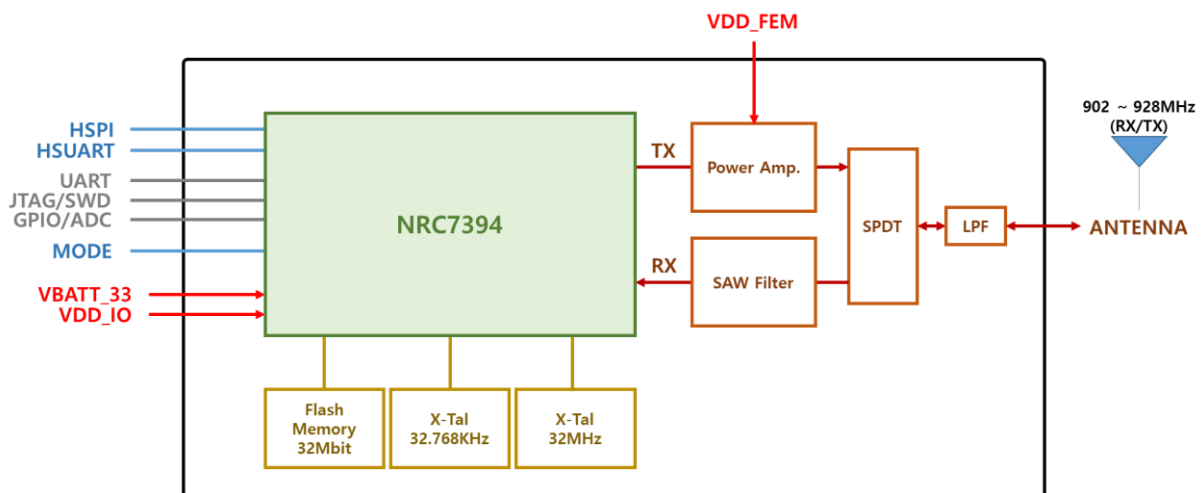 VDD_FEM
902 ~ 928MHz
(RX/TX)
HSPI
HSUART
UART
JTAG/SWD
GPIO/ADC
MODE
VBATT_33
VDD_IO
NRC7394
TX
Power Amp.
RX
SAW Filter
SPDT
LPF
ANTENNA
Flash
Memory
32Mbit
X-Tal
32.768KHz
X-Tal
32MHz